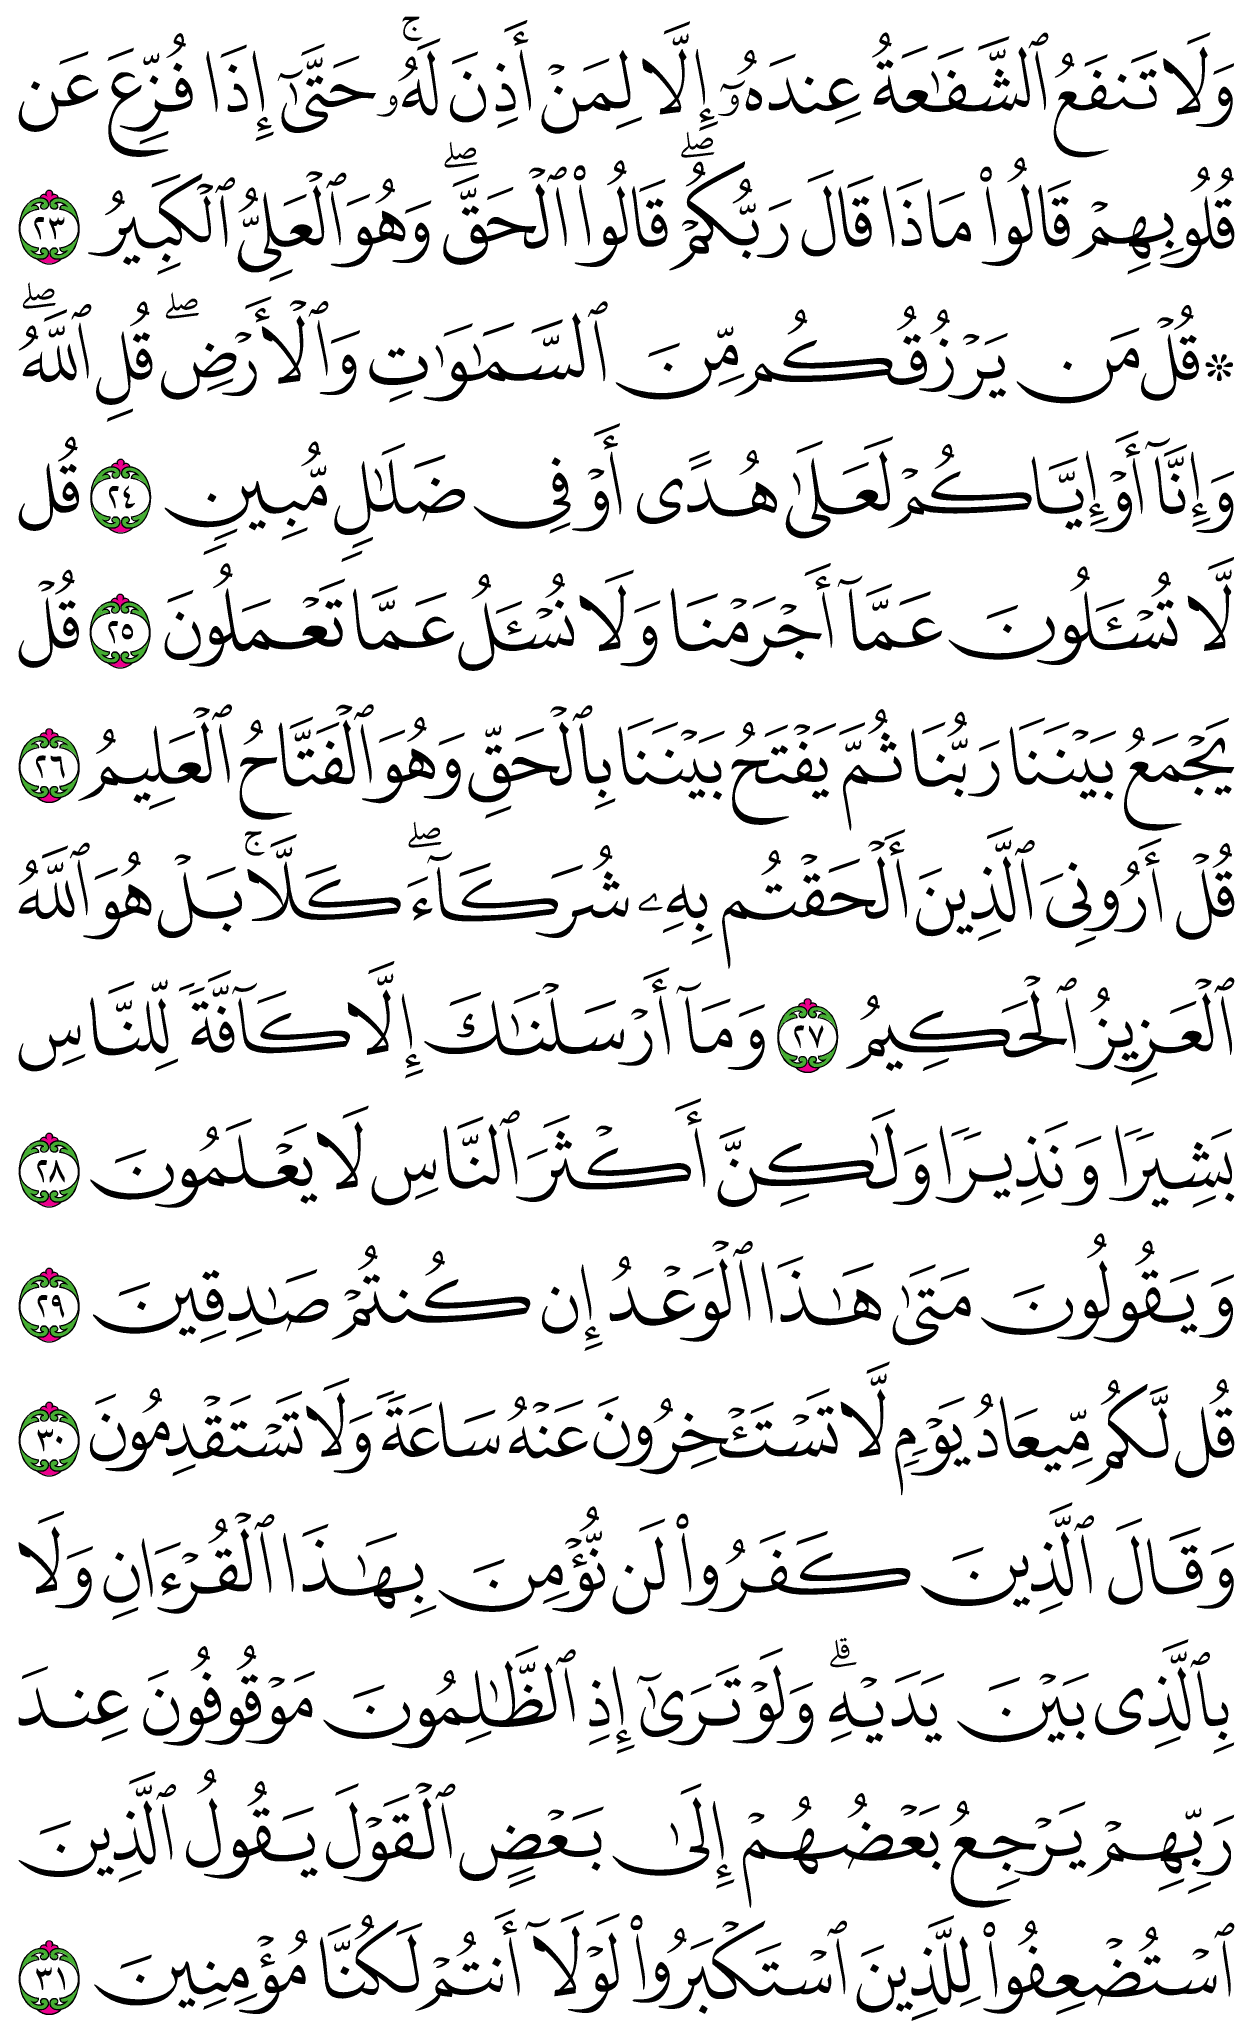 وَلَا تَنفَعُ ٱلشَّفَـٰعَةُ عِندَهُۥٓ إِلَّا لِمَنْ أَذِنَ لَهُۥ ۚ حَتَّىٰٓ إِذَا فُزِّعَ عَن
قُلُوبِهِمْ قَالُوا۟ مَاذَا قَالَ رَبُّكُمْ ۖ قَالُوا۟ ٱلْحَقَّ ۖ وَهُوَ ٱلْعَلِىُّ ٱلْكَبِيرُ ٢٣
۞ قُلْ مَن يَرْزُقُكُم مِّنَ ٱلسَّمَـٰوَٰتِ وَٱلْأَرْضِ ۖ قُلِ ٱللَّهُ ۖ
وَإِنَّآ أَوْ إِيَّاكُمْ لَعَلَىٰ هُدًى أَوْ فِى ضَلَـٰلٍ مُّبِينٍ ٢٤ قُل
لَّا تُسْـَٔلُونَ عَمَّآ أَجْرَمْنَا وَلَا نُسْـَٔلُ عَمَّا تَعْمَلُونَ ٢٥ قُلْ
يَجْمَعُ بَيْنَنَا رَبُّنَا ثُمَّ يَفْتَحُ بَيْنَنَا بِٱلْحَقِّ وَهُوَ ٱلْفَتَّاحُ ٱلْعَلِيمُ ٢٦
قُلْ أَرُونِىَ ٱلَّذِينَ أَلْحَقْتُم بِهِۦ شُرَكَآءَ ۖ كَلَّا ۚ بَلْ هُوَ ٱللَّهُ
ٱلْعَزِيزُ ٱلْحَكِيمُ ٢٧ وَمَآ أَرْسَلْنَـٰكَ إِلَّا كَآفَّةً لِّلنَّاسِ
بَشِيرًا وَنَذِيرًا وَلَـٰكِنَّ أَكْثَرَ ٱلنَّاسِ لَا يَعْلَمُونَ ٢٨
وَيَقُولُونَ مَتَىٰ هَـٰذَا ٱلْوَعْدُ إِن كُنتُمْ صَـٰدِقِينَ ٢٩
قُل لَّكُم مِّيعَادُ يَوْمٍ لَّا تَسْتَـْٔخِرُونَ عَنْهُ سَاعَةً وَلَا تَسْتَقْدِمُونَ ٣٠
وَقَالَ ٱلَّذِينَ كَفَرُوا۟ لَن نُّؤْمِنَ بِهَـٰذَا ٱلْقُرْءَانِ وَلَا
بِٱلَّذِى بَيْنَ يَدَيْهِ ۗ وَلَوْ تَرَىٰٓ إِذِ ٱلظَّـٰلِمُونَ مَوْقُوفُونَ عِندَ
رَبِّهِمْ يَرْجِعُ بَعْضُهُمْ إِلَىٰ بَعْضٍ ٱلْقَوْلَ يَقُولُ ٱلَّذِينَ
ٱسْتُضْعِفُوا۟ لِلَّذِينَ ٱسْتَكْبَرُوا۟ لَوْلَآ أَنتُمْ لَكُنَّا مُؤْمِنِينَ ٣١